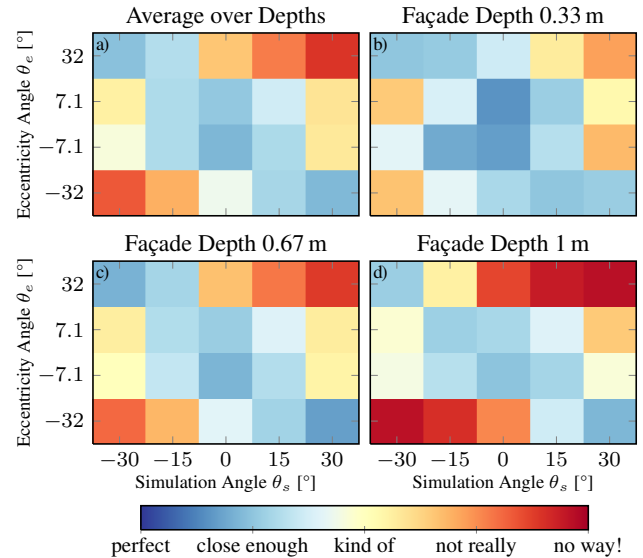 Average over Depths
Façade Depth 0.33 m
a)
b)
Eccentricity Angle θe [°]
32
7.1
−7.1
−32
Façade Depth 0.67 m
Façade Depth 1 m
c)
d)
Eccentricity Angle θe [°]
32
7.1
−7.1
−32
−30 −15 0 15 30
−30 −15 0 15 30
Simulation Angle θs [°]
Simulation Angle θs [°]
perfect close enough kind of not really no way!